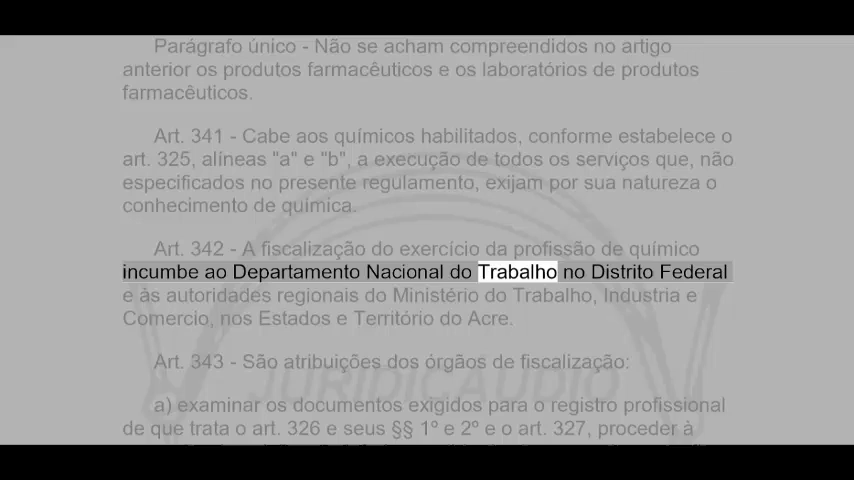 Parágrafo único - Não se acham compreendidos no artigo
anterior os produtos farmacêuticos e os laboratórios de produtos
farmacêuticos.
Art. 341 - Cabe aos químicos habilitados, conforme estabelece o
art. 325, alíneas "a" e "b", a execução de todos os serviços que, não
especificados no presente regulamento, exijam por sua natureza o
conhecimento de química.
Art. 342 - A fiscalização do exercício da profissão de químico
incumbe ao Departamento Nacional do Trabalho no Distrito Federal
e às autoridades regionais do Ministério do Trabalho, Industria e
Comercio, nos Estados e Território do Acre.
Art. 343 - São atribuições dos órgãos de fiscalização:
JURIDICAUDIO
a) examinar os documentos exigidos para o registro profissional
de que trata o art. 326 e seus §§ 1º e 2º e o art. 327, proceder à